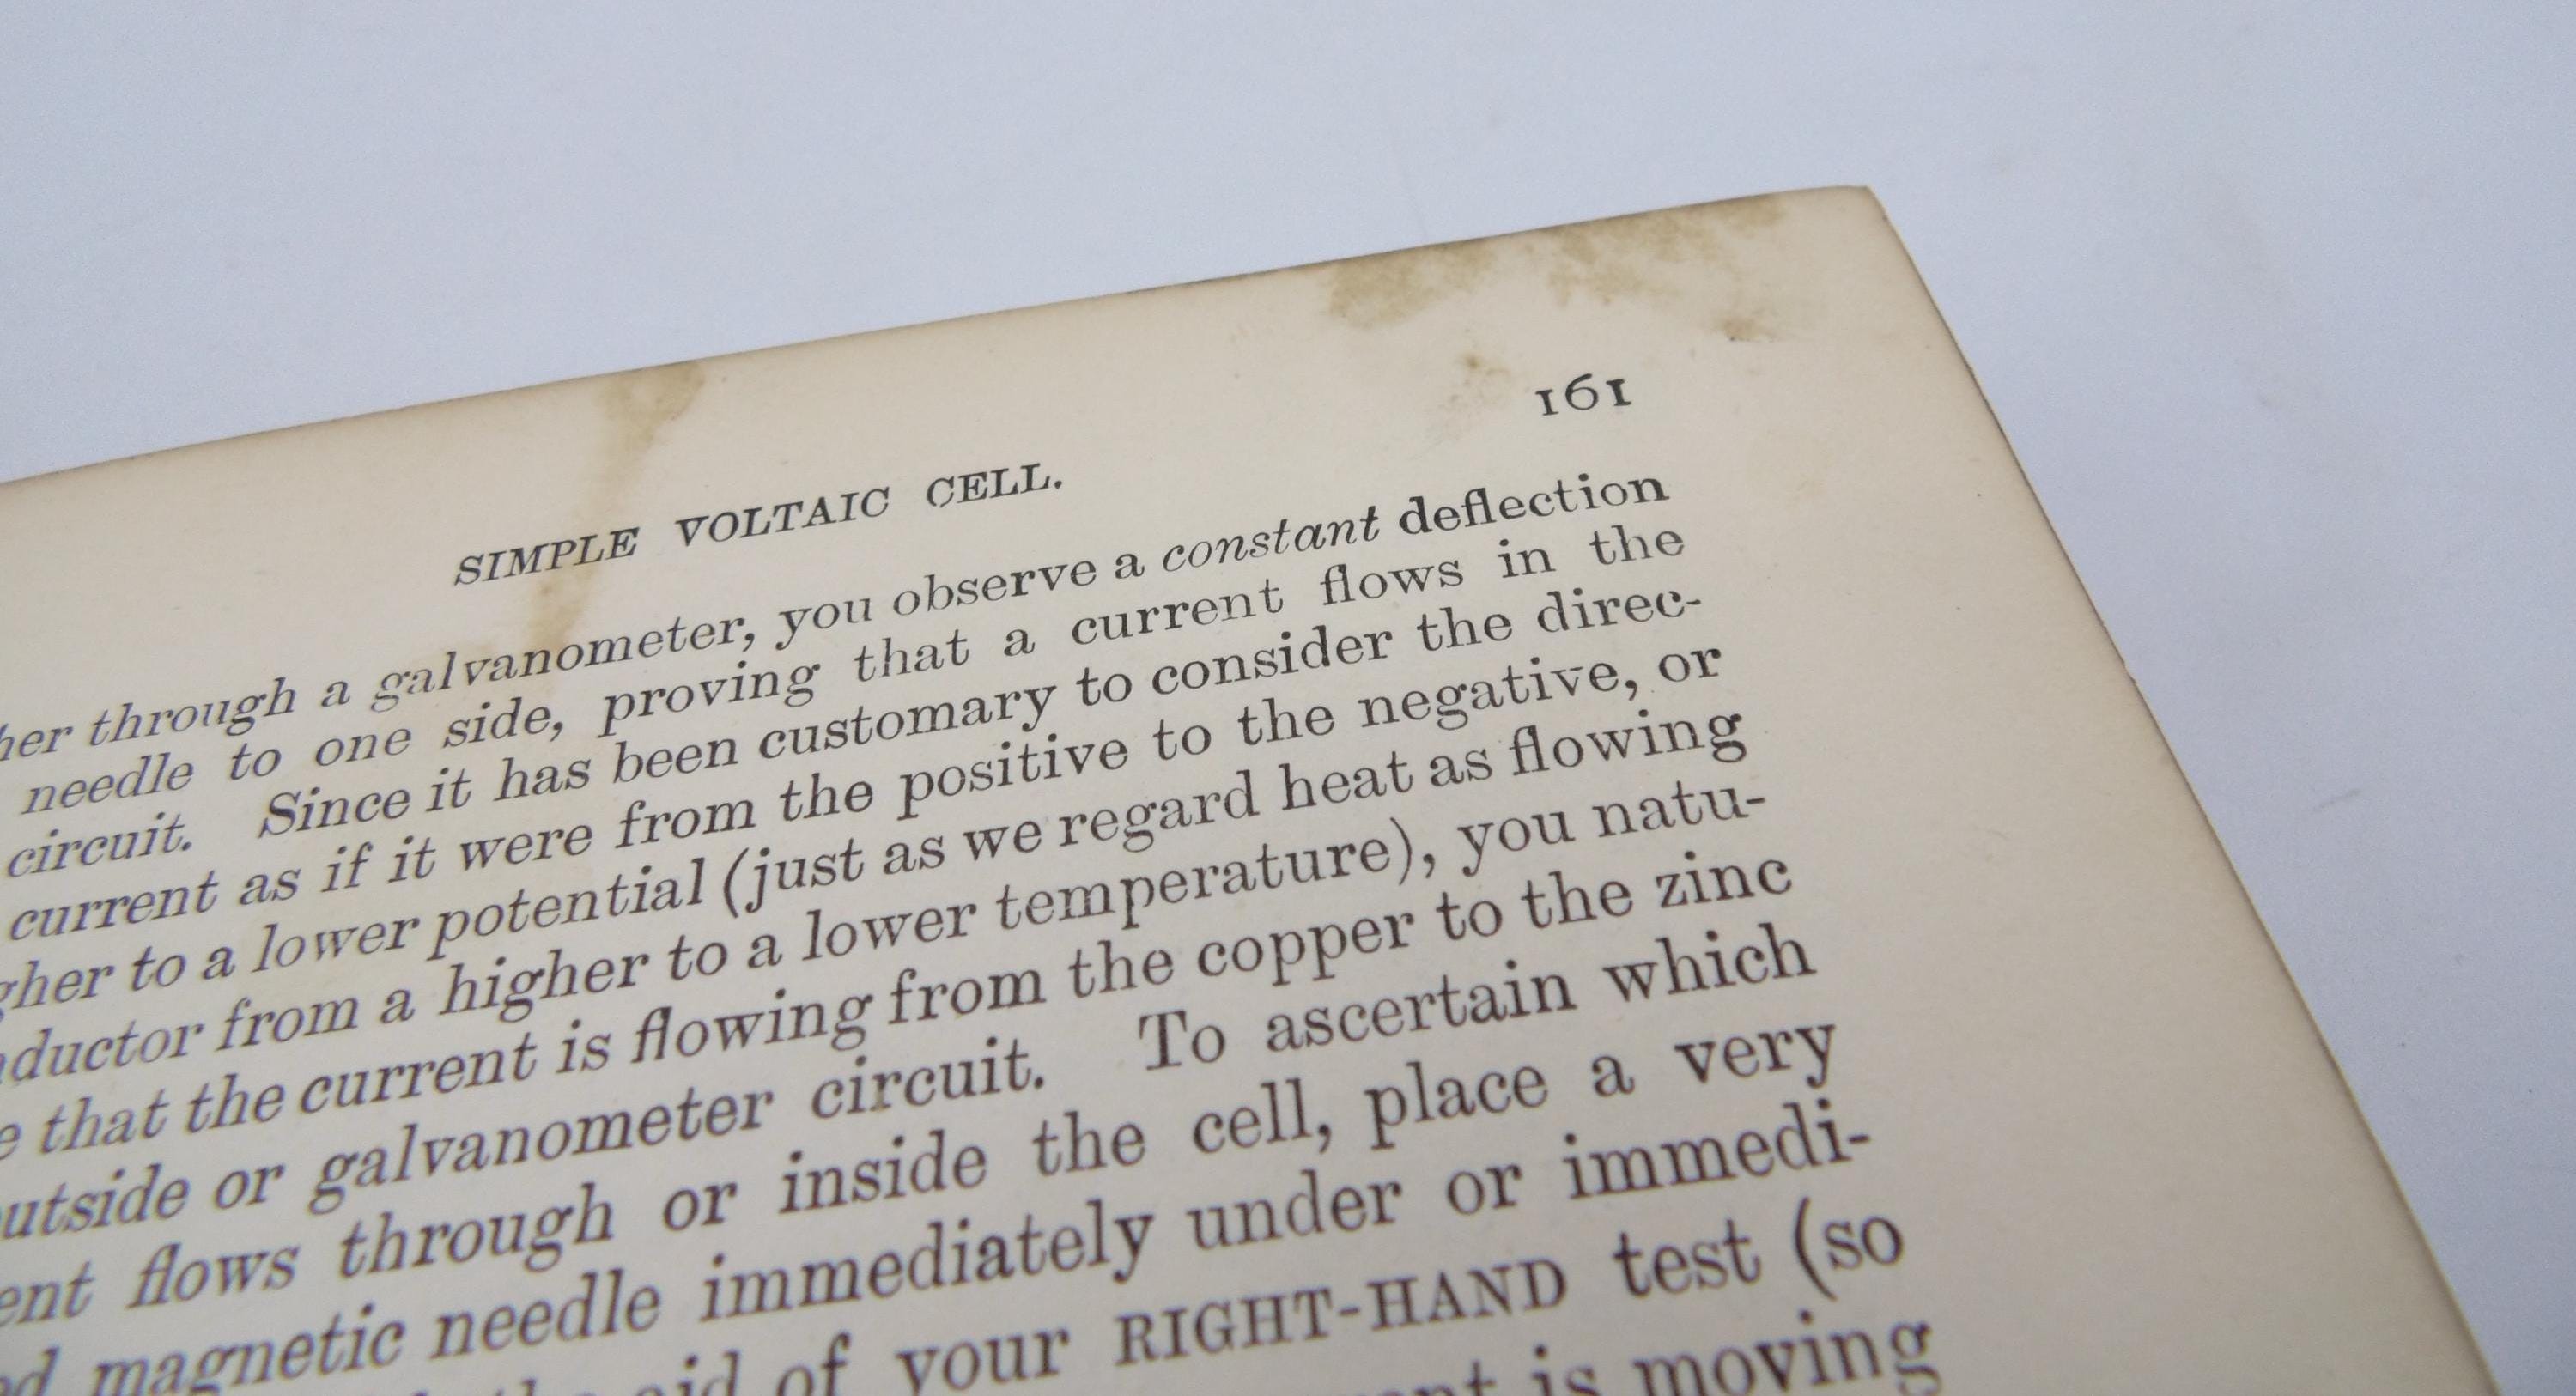 161
SIMPLE VOLTAIC CELL.
through a galvanometer, you observe a constant deflection
needle to one side, proving that a current flows in the
circuit. Since it has been customary to consider the direc-
current as if it were from the positive to the negative, or
to a lower potential (just as we regard heat as flowing
from a higher to a lower temperature), you natu-
that the current is flowing from the copper to the zinc
or galvanometer circuit. To ascertain which
flows through or inside the cell, place a very
magnetic needle immediately under or immedi-
aid of your RIGHT-HAND test (so
is moving